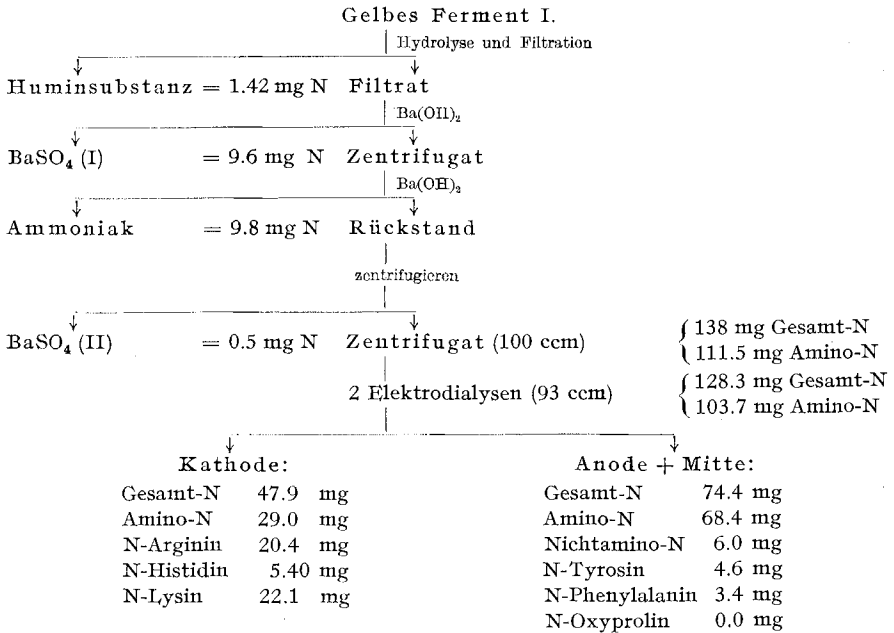 Gelbes Ferment I.
Hydrolyse und Filtration
Huminsubstanz = 1.42 mg N Filtrat
Ba(OH)₂
BaSO₄ (I) = 9.6 mg N Zentrifugat
Ba(OH)₂
Ammoniak = 9.8 mg N Rückstand
zentrifugieren
BaSO₄ (II) = 0.5 mg N Zentrifugat (100 ccm) { 138 mg Gesamt-N
111.5 mg Amino-N
2 Elektrodialysen (93 ccm) { 128.3 mg Gesamt-N
103.7 mg Amino-N
Kathode:
Gesamt-N 47.9 mg
Amino-N 29.0 mg
N-Arginin 20.4 mg
N-Histidin 5.40 mg
N-Lysin 22.1 mg
Anode + Mitte:
Gesamt-N 74.4 mg
Amino-N 68.4 mg
Nichtamino-N 6.0 mg
N-Tyrosin 4.6 mg
N-Phenylalanin 3.4 mg
N-Oxyprolin 0.0 mg